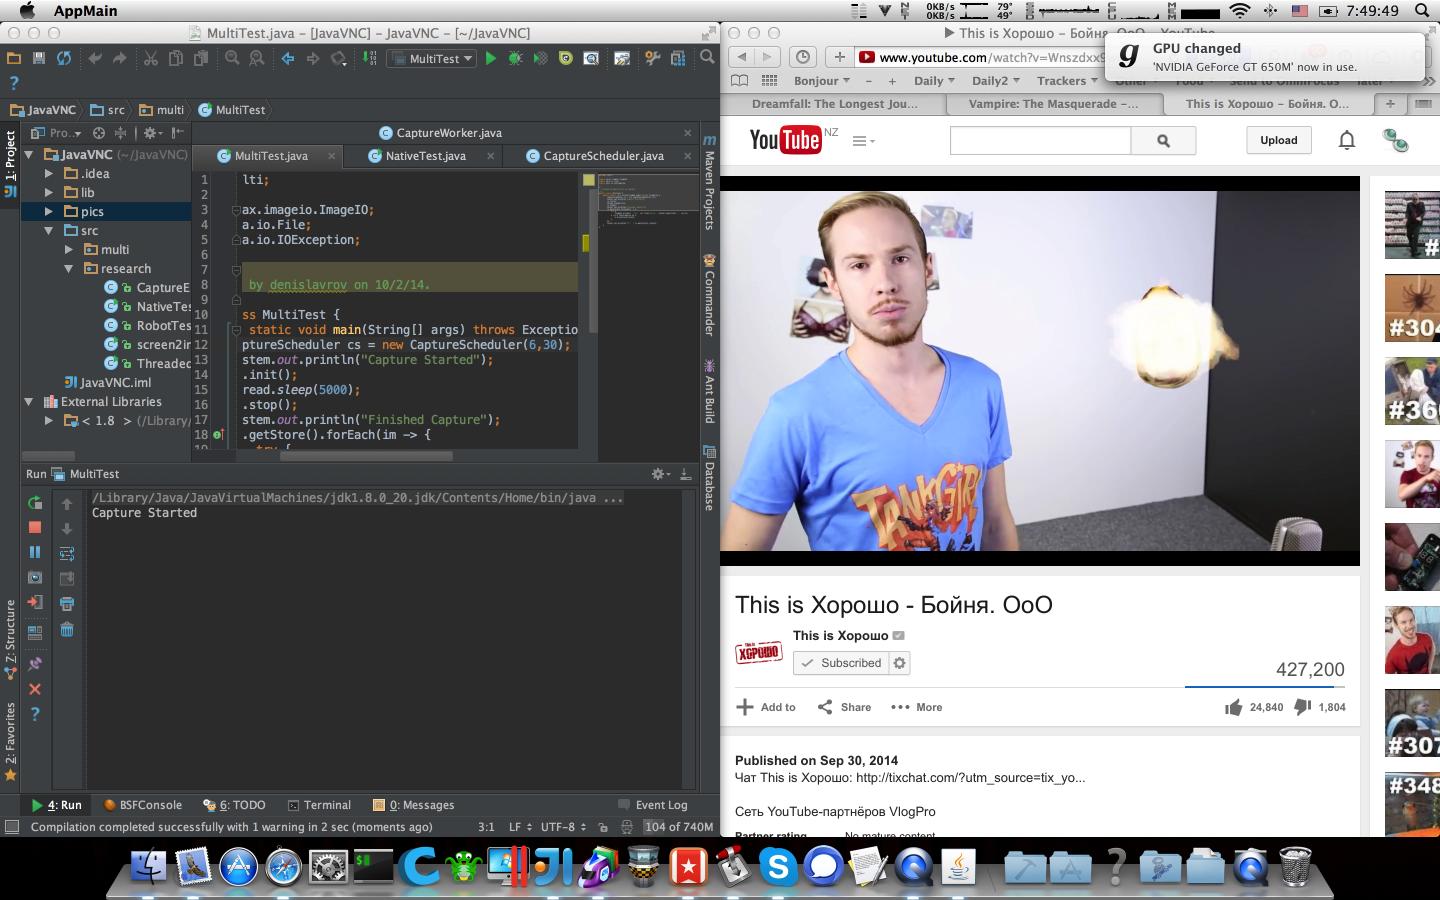 AppMain
0KB/s
0KB/s
79°
49°
7:49:49
MultiTest.java – [JavaVNC] – JavaVNC – [~/JavaVNC]
MultiTest
JavaVNC
src
multi
MultiTest
1: Project
Pro..
CaptureWorker.java
MultiTest.java
NativeTest.java
CaptureScheduler.java
JavaVNC (~/JavaVNC)
.idea
lib
pics
src
multi
research
CaptureE
NativeTes
RobotTes
screen2in
Threaded
JavaVNC.iml
External Libraries
< 1.8 > (/Library/
1
2
3
4
5
6
7
8
9
10
11
12
13
14
15
16
17
18
lti;
ax.imageio.ImageIO;
a.io.File;
a.io.IOException;
by denislavrov on 10/2/14.
ss MultiTest {
static void main(String[] args) throws Exceptio
ptureScheduler cs = new CaptureScheduler(6,30);
stem.out.println("Capture Started");
.init();
read.sleep(5000);
.stop();
stem.out.println("Finished Capture");
.getStore().forEach(im -> {
try {
Maven Projects
Commander
Ant Build
Database
Run MultiTest
/Library/Java/JavaVirtualMachines/jdk1.8.0_20.jdk/Contents/Home/bin/java ...
Capture Started
Z: Structure
2: Favorites
4: Run
BSFConsole
6: TODO
Terminal
0: Messages
Event Log
Compilation completed successfully with 1 warning in 2 sec (moments ago)
3:1
LF
UTF-8
104 of 740M
This is Хорошо - Бойня. ОоО – YouTube
www.youtube.com/watch?v=Wnszdxx9
GPU changed
'NVIDIA GeForce GT 650M' now in use.
Bonjour
Daily
Daily2
Trackers
Dreamfall: The Longest Jou...
Vampire: The Masquerade –...
This is Хорошо - Бойня. О...
YouTube NZ
Upload
TANK GIRL
#304
#307
#348
This is Хорошо - Бойня. ОоО
This is Хорошо
This is ХОРОШО
Subscribed
427,200
Add to
Share
More
24,840
1,804
Published on Sep 30, 2014
Чат This is Хорошо: http://tixchat.com/?utm_source=tix_yo...
Сеть YouTube-партнёров VlogPro
Partner rating
No mature content